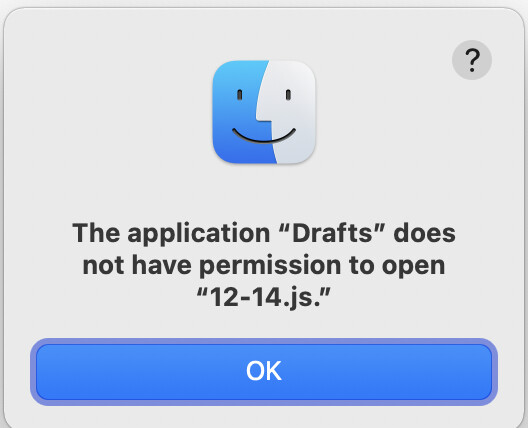 ?
The application “Drafts” does
not have permission to open
“12-14.js.”
OK